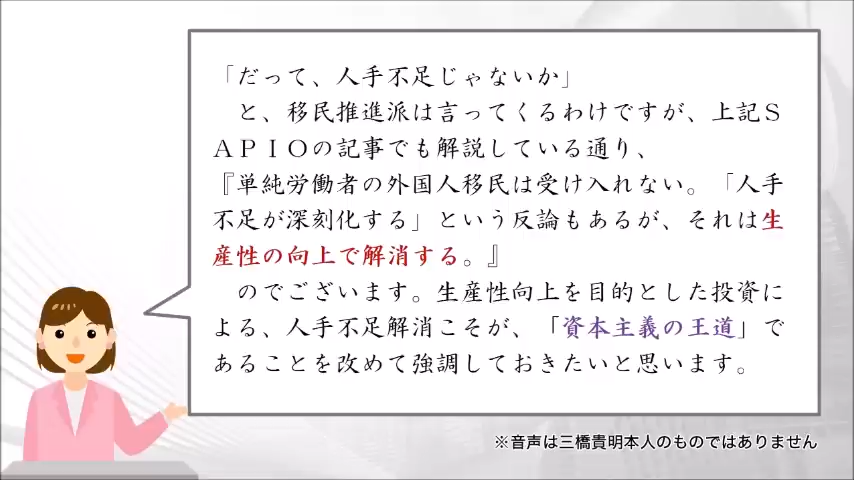 「だって、人手不足じゃないか」
　と、移民推進派は言ってくるわけですが、上記Ｓ
ＡＰＩＯの記事でも解説している通り、
『単純労働者の外国人移民は受け入れない。「人手
不足が深刻化する」という反論もあるが、それは生
産性の向上で解消する。』
　のでございます。生産性向上を目的とした投資に
よる、人手不足解消こそが、「資本主義の王道」で
あることを改めて強調しておきたいと思います。
※音声は三橋貴明本人のものではありません